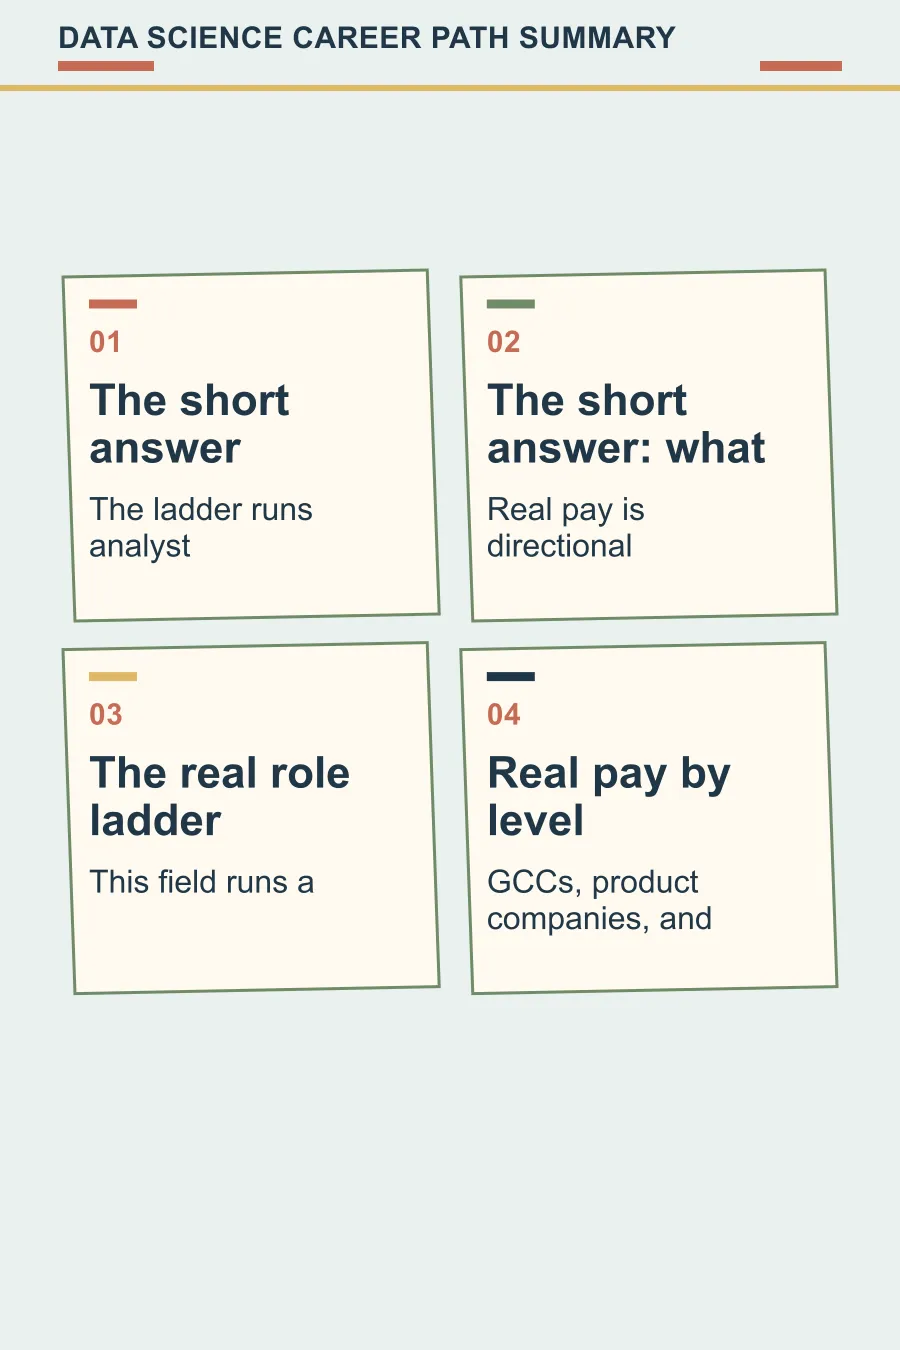 DATA SCIENCE CAREER PATH SUMMARY
01
The short
answer
The ladder runs
analyst
02
The short
answer: what
Real pay is
directional
03
The real role
ladder
This field runs a
04
Real pay by
level
GCCs, product
companies, and